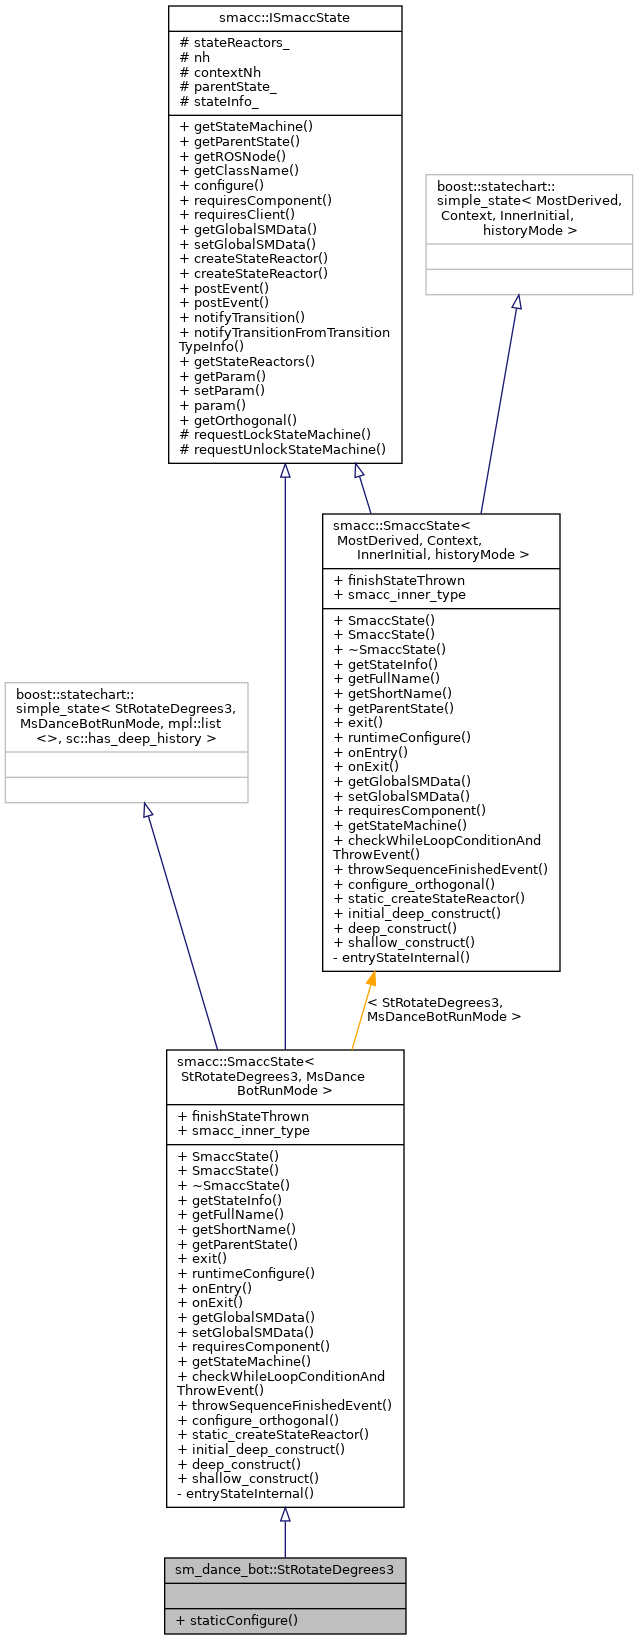 smacc::ISmaccState
# stateReactors_
# nh
# contextNh
# parentState_
# stateInfo_
+ getStateMachine()
+ getParentState()
+ getROSNode()
+ getClassName()
+ configure()
+ requiresComponent()
+ requiresClient()
+ getGlobalSMData()
+ setGlobalSMData()
+ createStateReactor()
+ createStateReactor()
+ postEvent()
+ postEvent()
+ notifyTransition()
+ notifyTransitionFromTransition
TypeInfo()
+ getStateReactors()
+ getParam()
+ setParam()
+ param()
+ getOrthogonal()
# requestLockStateMachine()
# requestUnlockStateMachine()
boost::statechart::
simple_state< MostDerived,
Context, InnerInitial,
historyMode >
smacc::SmaccState<
MostDerived, Context,
InnerInitial, historyMode >
+ finishStateThrown
+ smacc_inner_type
+ SmaccState()
+ SmaccState()
+ ~SmaccState()
+ getStateInfo()
+ getFullName()
+ getShortName()
+ getParentState()
+ exit()
+ runtimeConfigure()
+ onEntry()
+ onExit()
+ getGlobalSMData()
+ setGlobalSMData()
+ requiresComponent()
+ getStateMachine()
+ checkWhileLoopConditionAnd
ThrowEvent()
+ throwSequenceFinishedEvent()
+ configure_orthogonal()
+ static_createStateReactor()
+ initial_deep_construct()
+ deep_construct()
+ shallow_construct()
- entryStateInternal()
boost::statechart::
simple_state< StRotateDegrees3,
MsDanceBotRunMode, mpl::list
<>, sc::has_deep_history >
< StRotateDegrees3,
MsDanceBotRunMode >
smacc::SmaccState<
StRotateDegrees3, MsDance
BotRunMode >
+ finishStateThrown
+ smacc_inner_type
+ SmaccState()
+ SmaccState()
+ ~SmaccState()
+ getStateInfo()
+ getFullName()
+ getShortName()
+ getParentState()
+ exit()
+ runtimeConfigure()
+ onEntry()
+ onExit()
+ getGlobalSMData()
+ setGlobalSMData()
+ requiresComponent()
+ getStateMachine()
+ checkWhileLoopConditionAnd
ThrowEvent()
+ throwSequenceFinishedEvent()
+ configure_orthogonal()
+ static_createStateReactor()
+ initial_deep_construct()
+ deep_construct()
+ shallow_construct()
- entryStateInternal()
sm_dance_bot::StRotateDegrees3
+ staticConfigure()